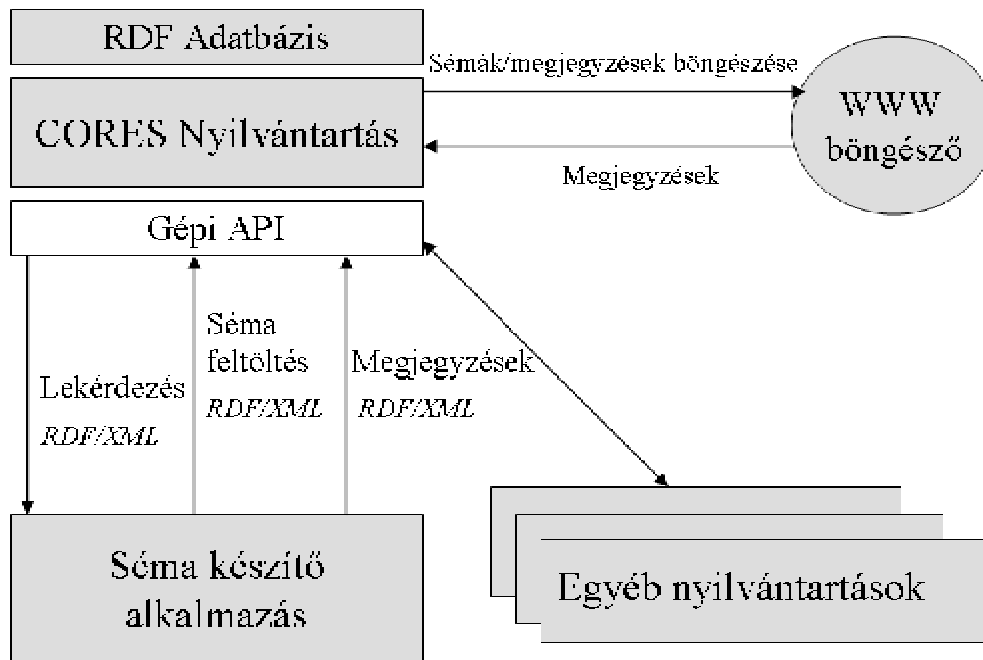 RDF Adatbázis
CORES Nyilvántartás
Sémák/megjegyzések böngészése
WWW
böngésző
Megjegyzések
Gépi API
Lekérdezés
RDF/XML
Séma
feltöltés
RDF/XML
Megjegyzések
RDF/XML
Séma készítő
alkalmazás
Egyéb nyilvántartások